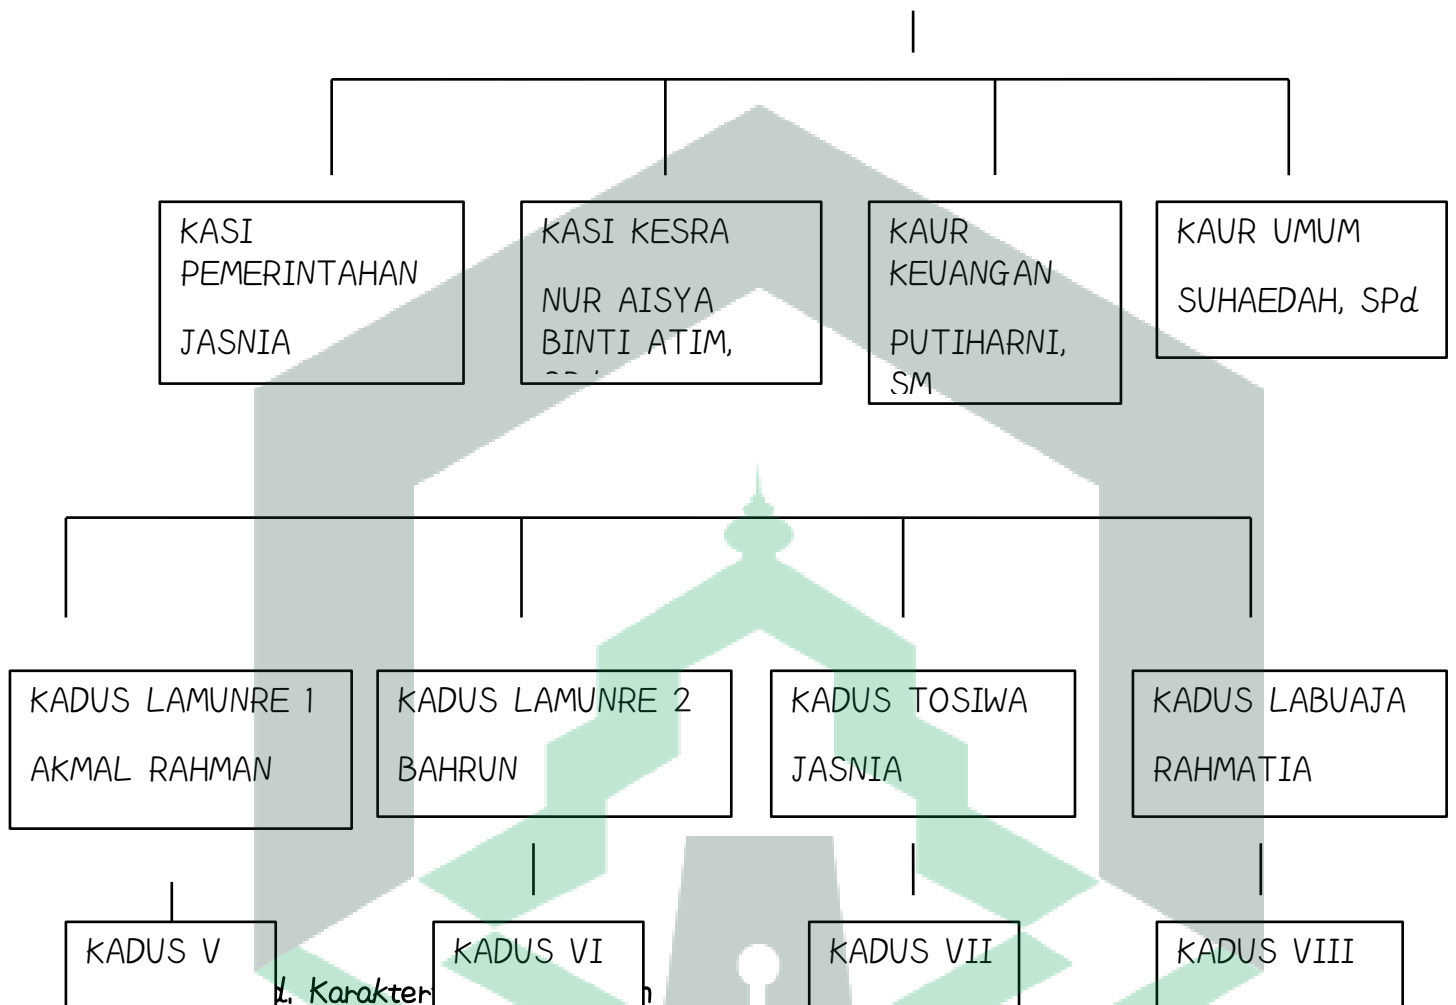 KASI
PEMERINTAHAN
JASNIA
KASI KESRA
NUR AISYA
BINTI ATIM,
KAUR
KEUANGAN
PUTIHARNI,
SM
KAUR UMUM
SUHAEDAH, SPd
KADUS LAMUNRE 1
AKMAL RAHMAN
KADUS LAMUNRE 2
BAHRUN
KADUS TOSIWA
JASNIA
KADUS LABUAJA
RAHMATIA
KADUS V
KADUS VI
KADUS VII
KADUS VIII
d. Karakter